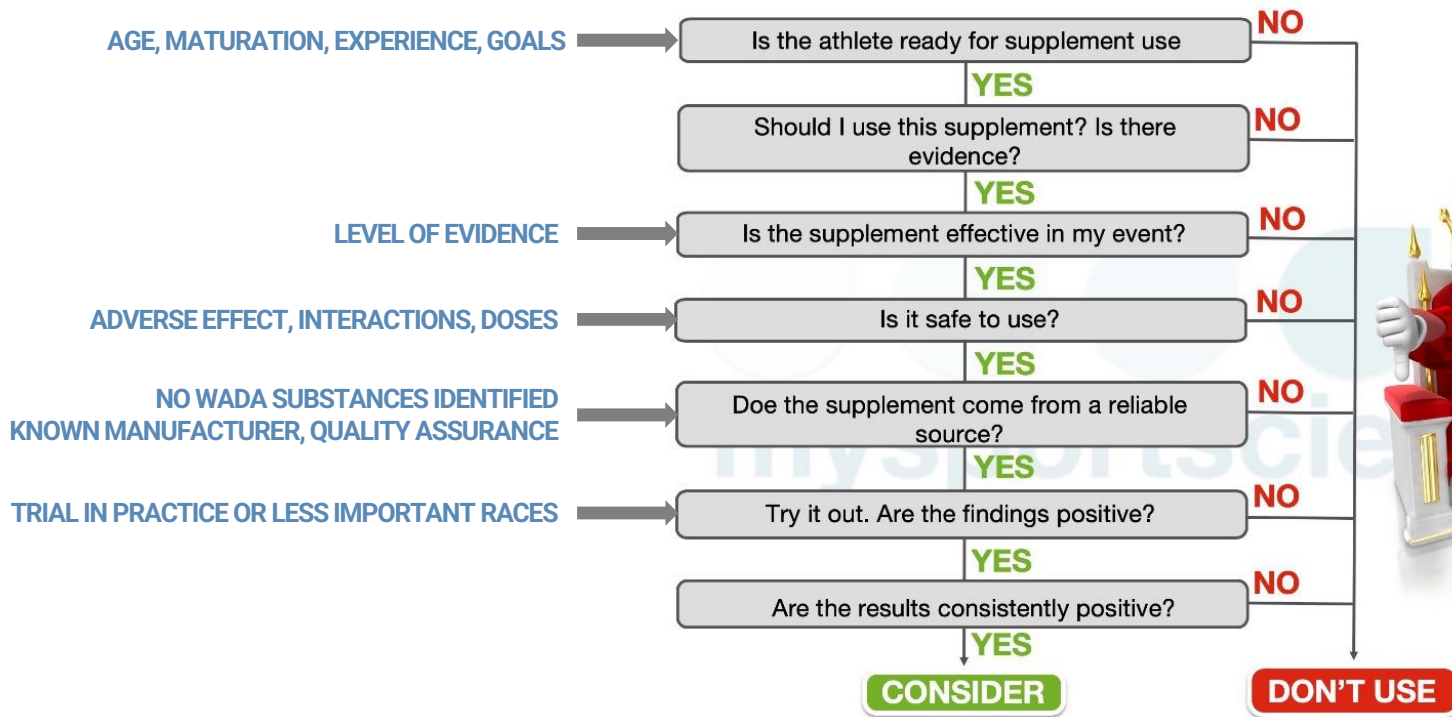 AGE, MATURATION, EXPERIENCE, GOALS
Is the athlete ready for supplement use
NO
YES
Should I use this supplement? Is there
evidence?
NO
YES
LEVEL OF EVIDENCE
Is the supplement effective in my event?
NO
YES
ADVERSE EFFECT, INTERACTIONS, DOSES
Is it safe to use?
NO
YES
NO WADA SUBSTANCES IDENTIFIED
KNOWN MANUFACTURER, QUALITY ASSURANCE
Doe the supplement come from a reliable
source?
NO
YES
TRIAL IN PRACTICE OR LESS IMPORTANT RACES
Try it out. Are the findings positive?
NO
YES
Are the results consistently positive?
NO
YES
CONSIDER
DON'T USE